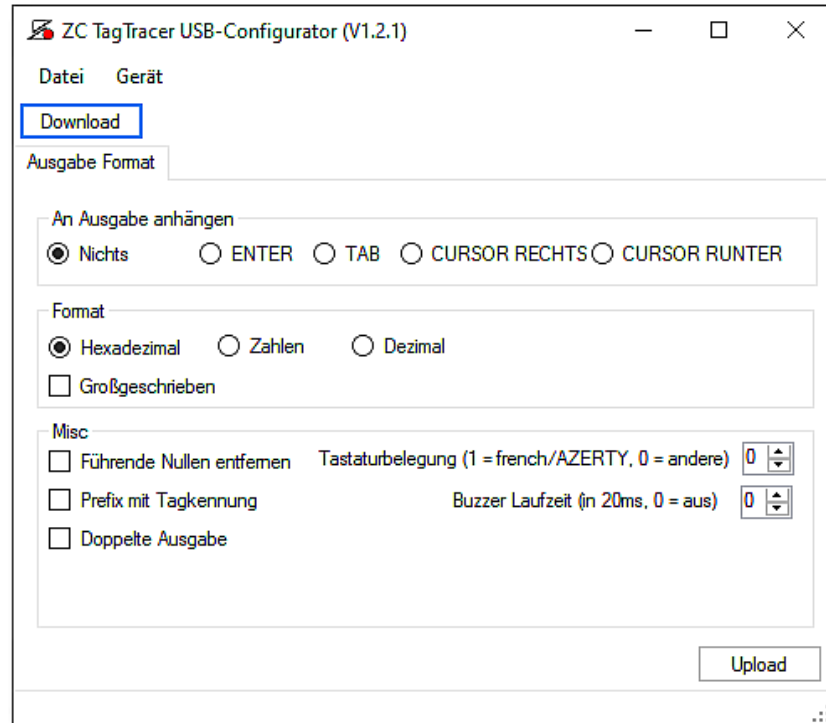 ZC TagTracer USB-Configurator (V1.2.1)
Datei Gerät
Download
Ausgabe Format
An Ausgabe anhängen
Nichts ENTER TAB CURSOR RECHTS CURSOR RUNTER
Format
Hexadezimal Zahlen Dezimal
Großgeschrieben
Misc
Führende Nullen entfernen Tastaturbelegung (1 = french/AZERTY, 0 = andere) 0
Prefix mit Tagkennung Buzzer Laufzeit (in 20ms, 0 = aus) 0
Doppelte Ausgabe
Upload